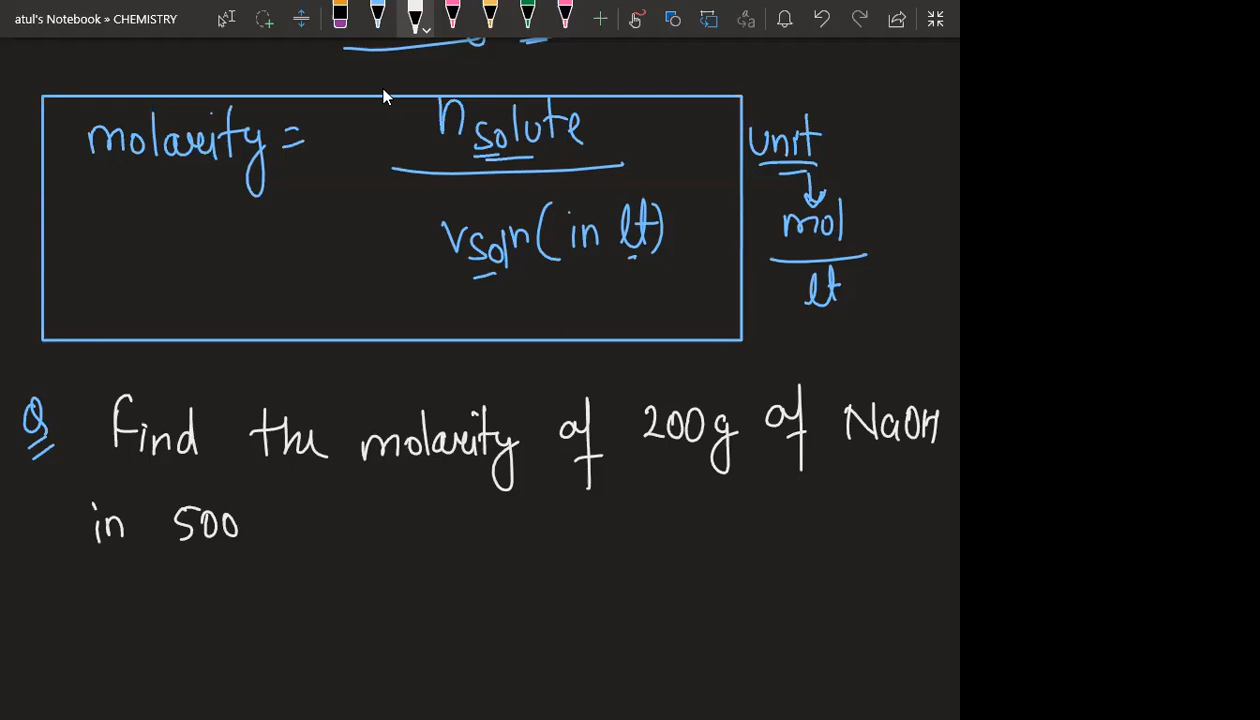 atul's Notebook » CHEMISTRY
molarity = n solute
v soln (in lt)
unit
mol
lt
Q Find the molarity of 200g of NaOH
in 500